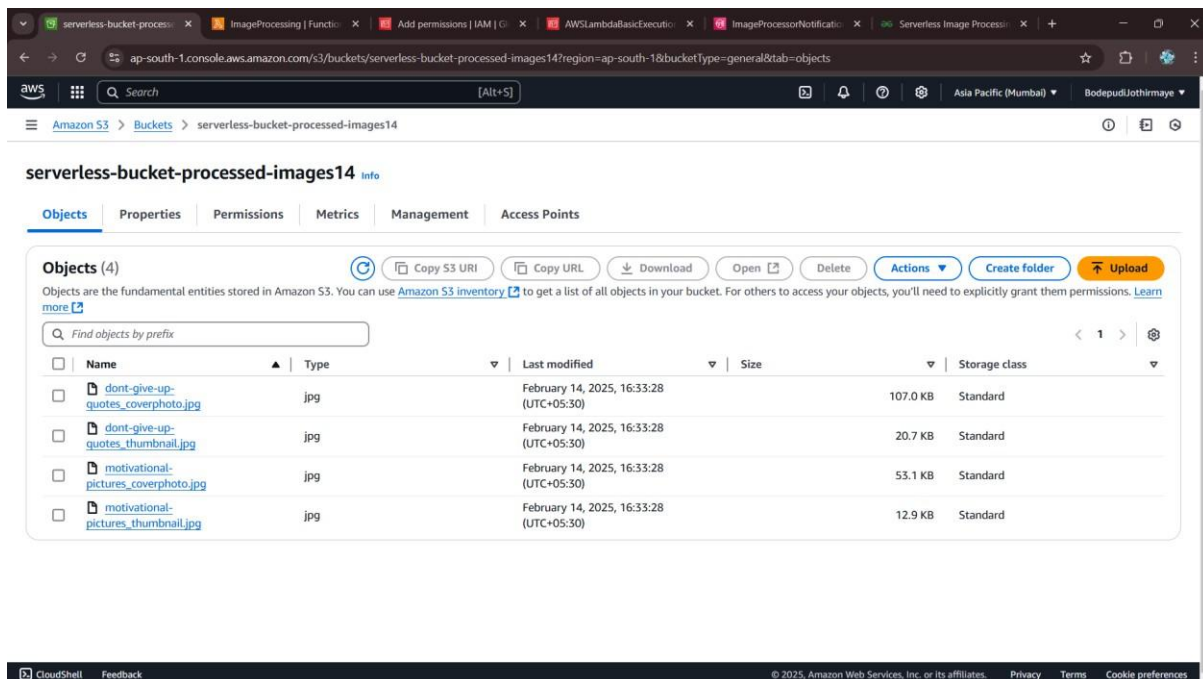 serverless-bucket-process
ImageProcessing | Functio
Add permissions | IAM | Gl
AWSLambdaBasicExecution
ImageProcessorNotificatio
Serverless Image Processin
ap-south-1.console.aws.amazon.com/s3/buckets/serverless-bucket-processed-images14?region=ap-south-1&bucketType=general&tab=objects
aws Search [Alt+S] Asia Pacific (Mumbai) BodepudiJothirmaye
Amazon S3 > Buckets > serverless-bucket-processed-images14
serverless-bucket-processed-images14 Info
Objects Properties Permissions Metrics Management Access Points
Objects (4) Copy S3 URI Copy URL Download Open Delete Actions Create folder Upload
Objects are the fundamental entities stored in Amazon S3. You can use Amazon S3 inventory to get a list of all objects in your bucket. For others to access your objects, you'll need to explicitly grant them permissions. Learn
more
Find objects by prefix < 1 >
Name Type Last modified Size Storage class
dont-give-up-
quotes_coverphoto.jpg jpg February 14, 2025, 16:33:28
(UTC+05:30) 107.0 KB Standard
dont-give-up-
quotes_thumbnail.jpg jpg February 14, 2025, 16:33:28
(UTC+05:30) 20.7 KB Standard
motivational-
pictures_coverphoto.jpg jpg February 14, 2025, 16:33:28
(UTC+05:30) 53.1 KB Standard
motivational-
pictures_thumbnail.jpg jpg February 14, 2025, 16:33:28
(UTC+05:30) 12.9 KB Standard
CloudShell Feedback © 2025, Amazon Web Services, Inc. or its affiliates. Privacy Terms Cookie preferences